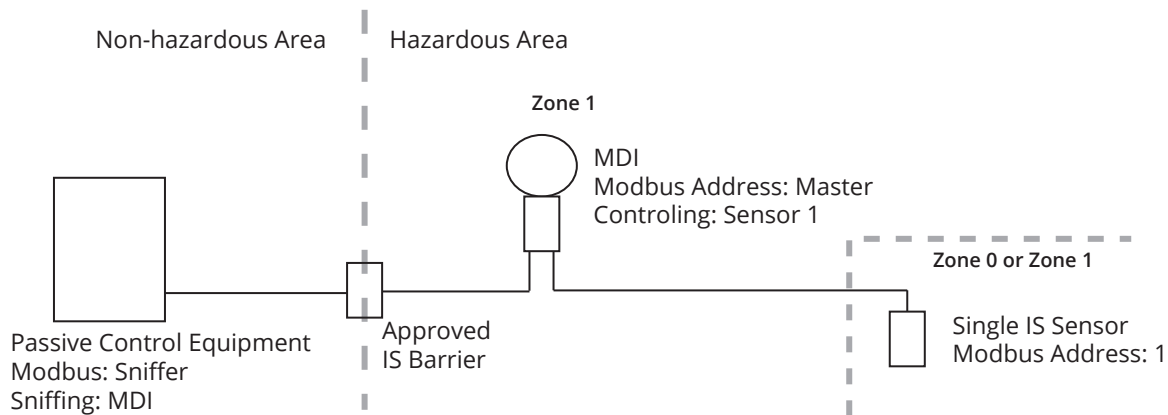 Non-hazardous Area
Hazardous Area
Zone 1
MDI
Modbus Address: Master
Controling: Sensor 1
Zone 0 or Zone 1
Passive Control Equipment
Modbus: Sniffer
Sniffing: MDI
Approved
IS Barrier
Single IS Sensor
Modbus Address: 1